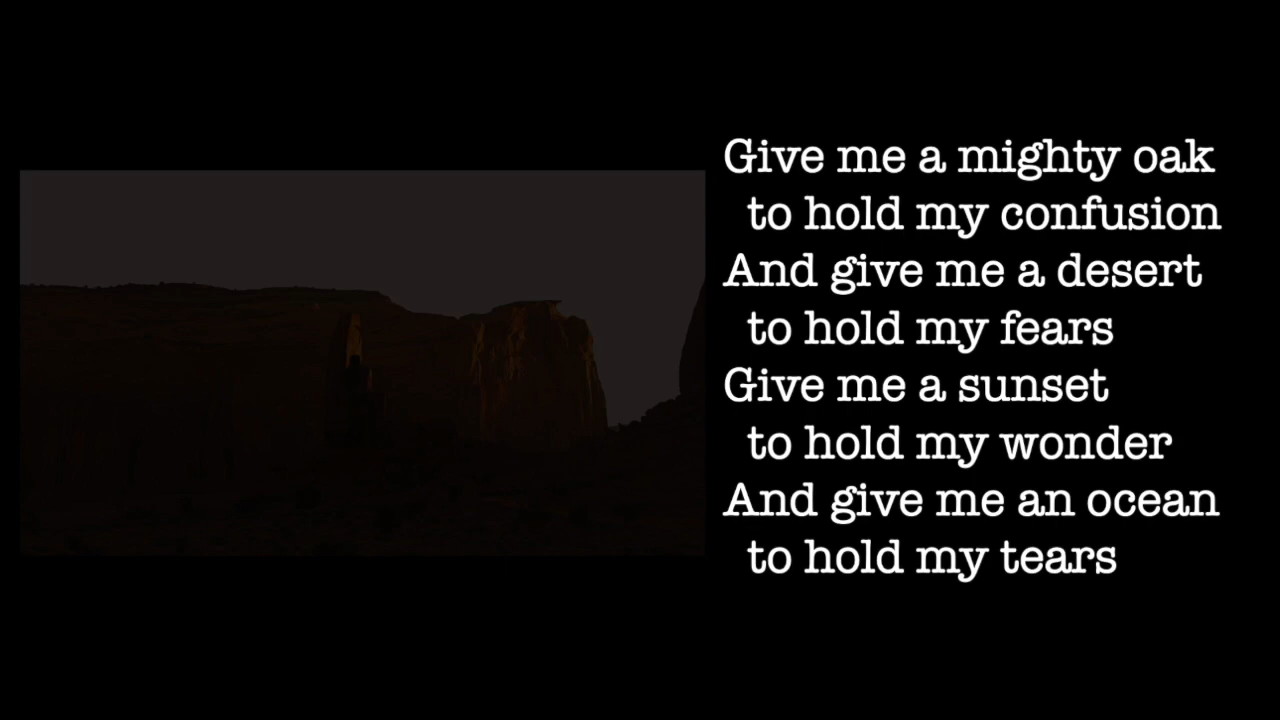 Give me a mighty oak
to hold my confusion
And give me a desert
to hold my fears
Give me a sunset
to hold my wonder
And give me an ocean
to hold my tears